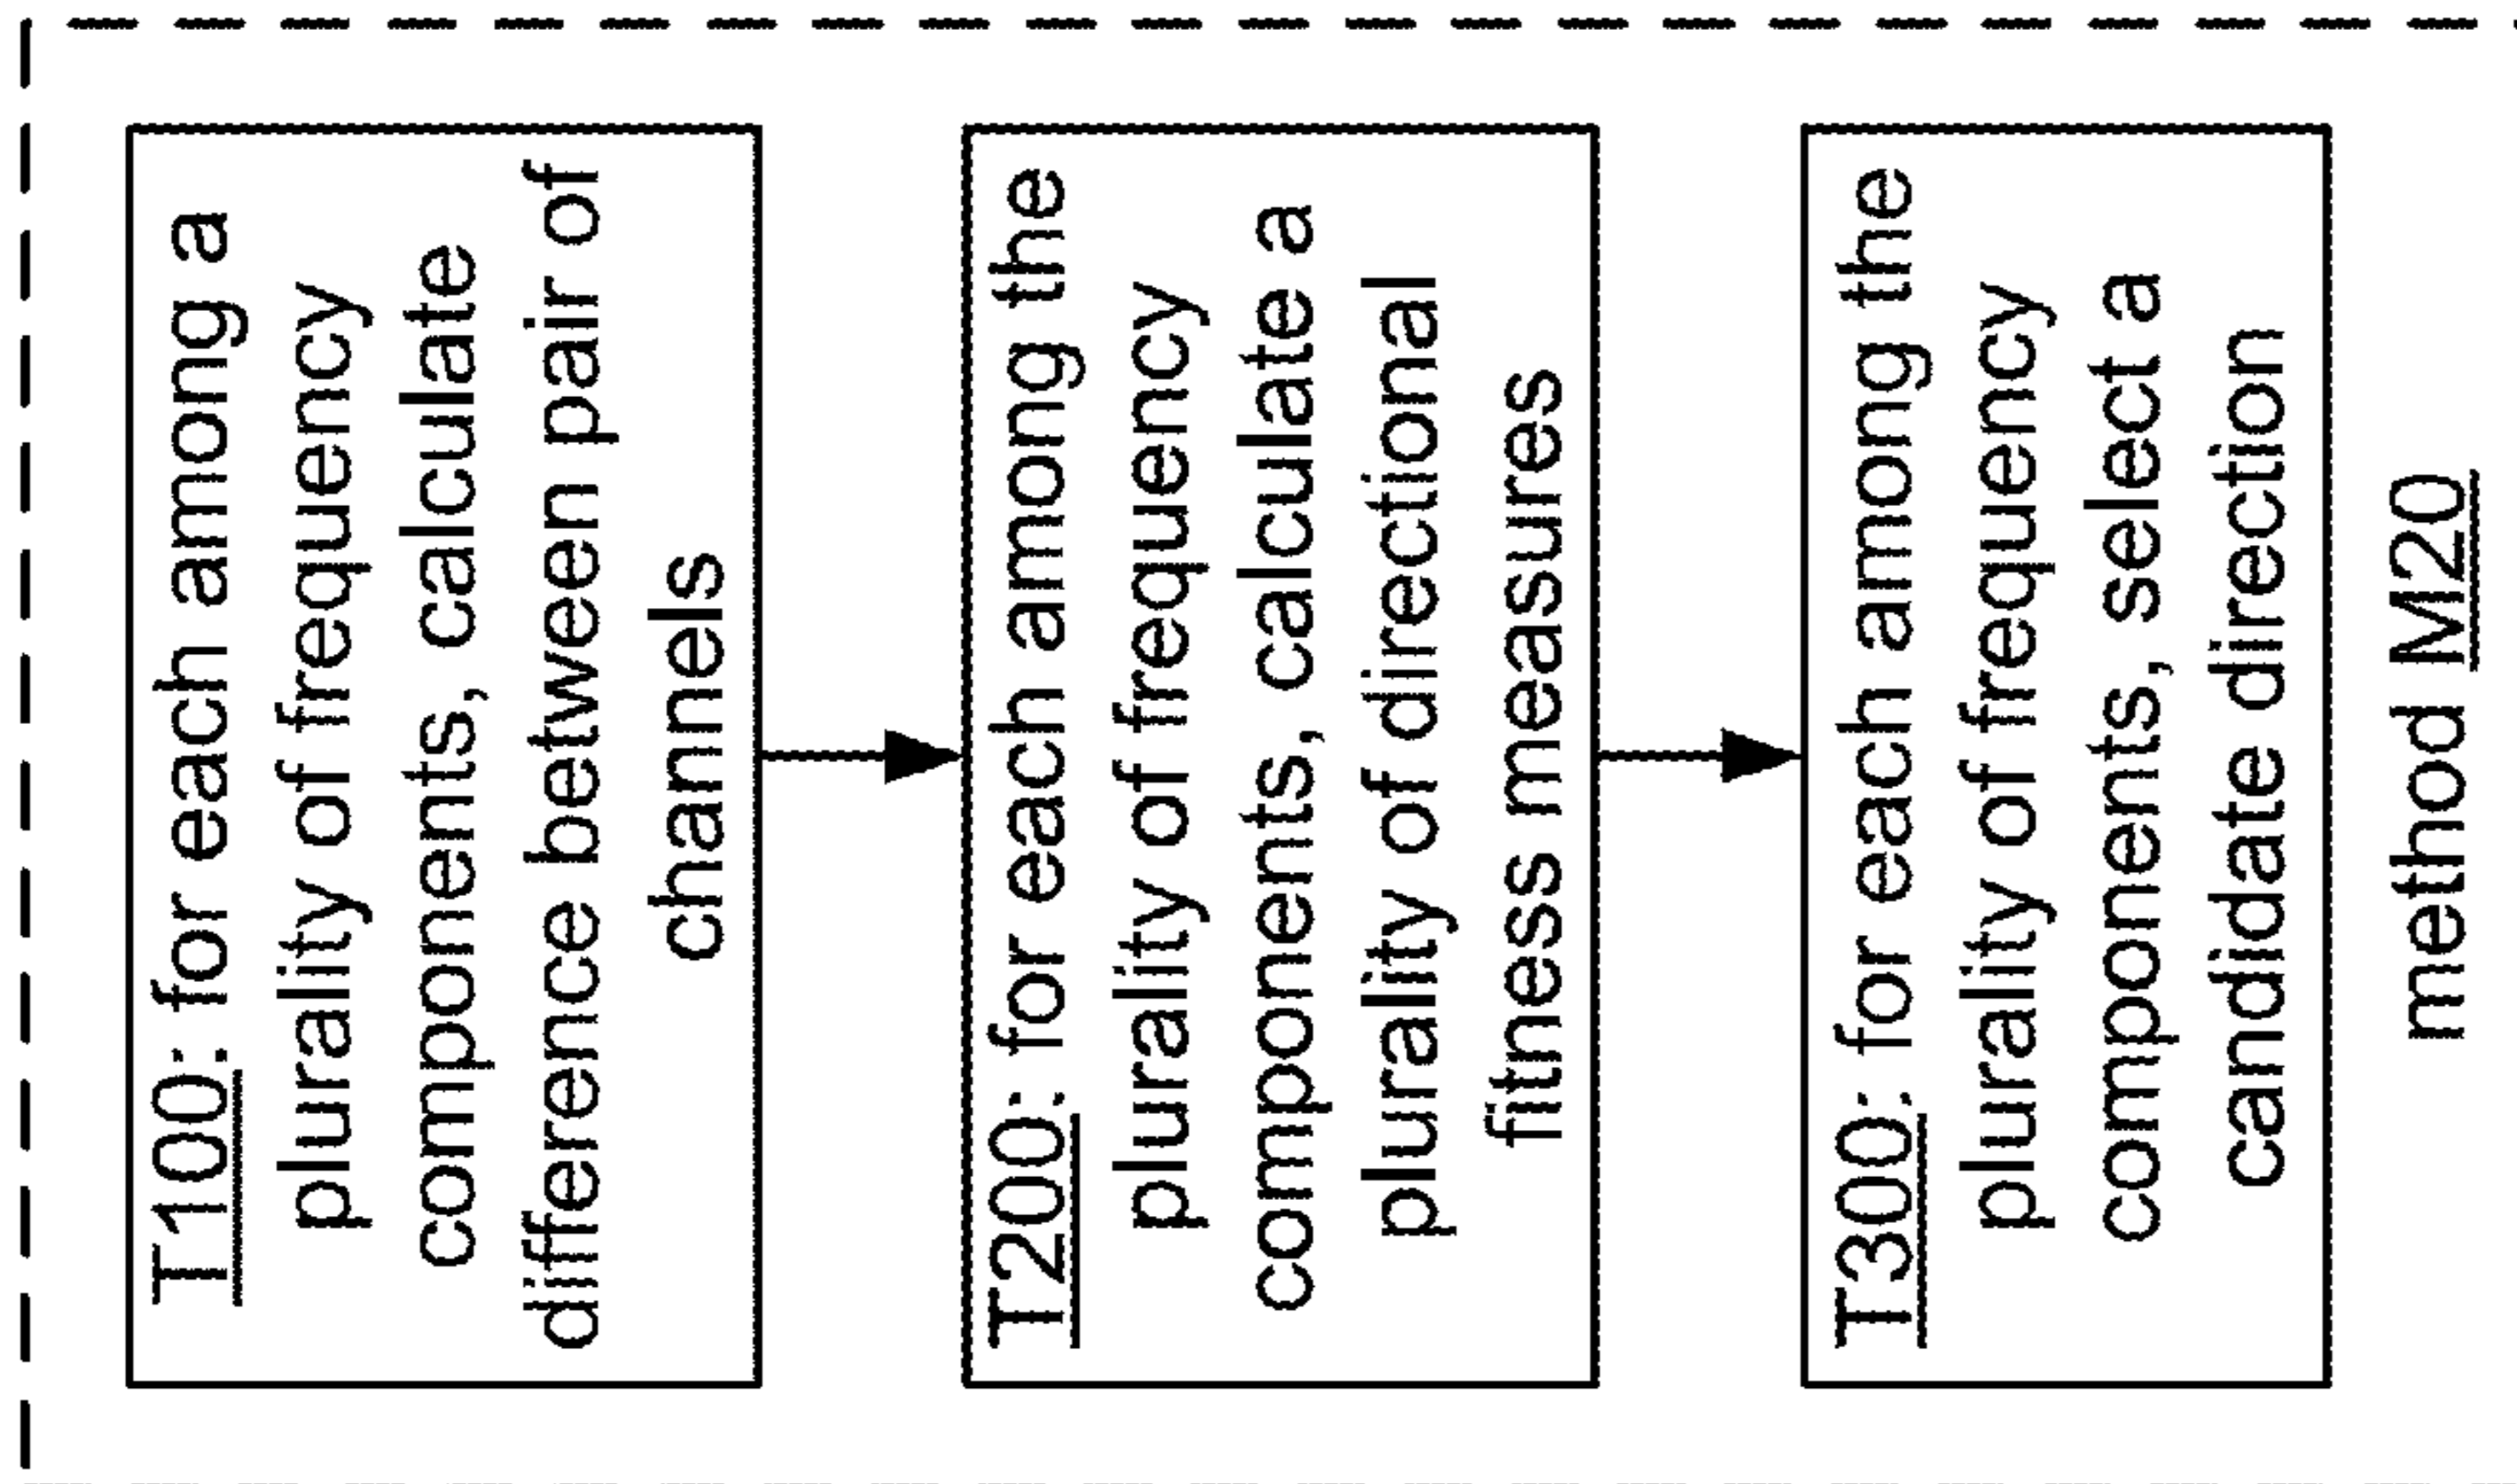 T100: for each among a
plurality of frequency
components, calculate
difference between pair of
channels
T200: for each among the
plurality of frequency
components, calculate a
plurality of directional
fitness measures
T300: for each among the
plurality of frequency
components, select a
candidate direction
method M20